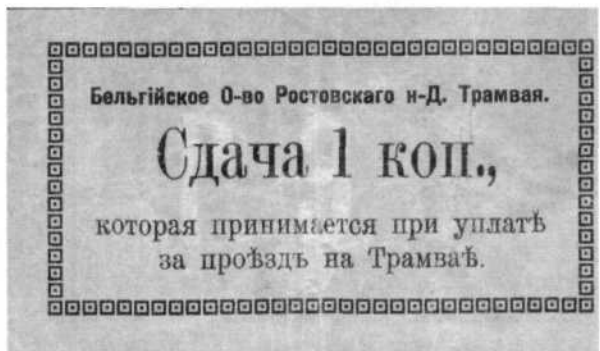 Бельгійское О-во Ростовскаго н-Д. Трамвая.
Сдача 1 коп.,
которая принимается при уплатѣ
за проѣздъ на Трамваѣ.